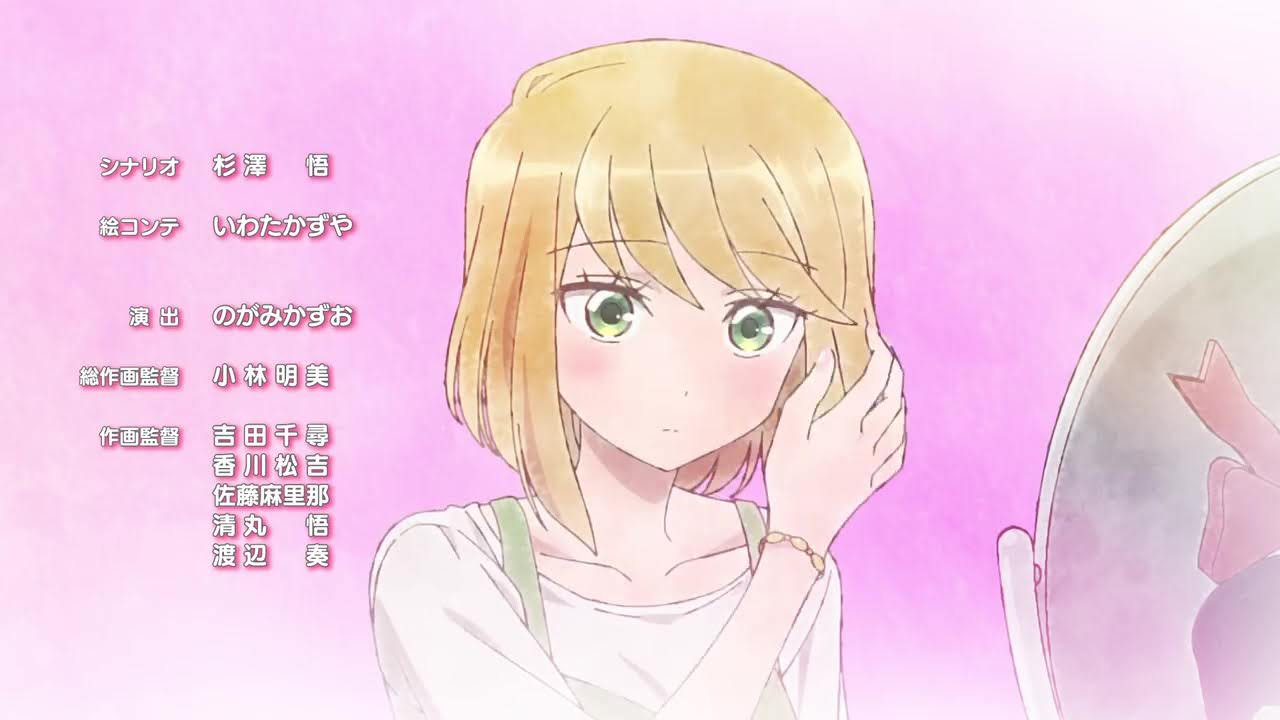 シナリオ 杉澤 悟
絵コンテ いわたかずや
演出 のがみかずお
総作画監督 小林明美
作画監督 吉田千尋
香川松吉
佐藤麻里那
清丸 悟
渡辺 奏